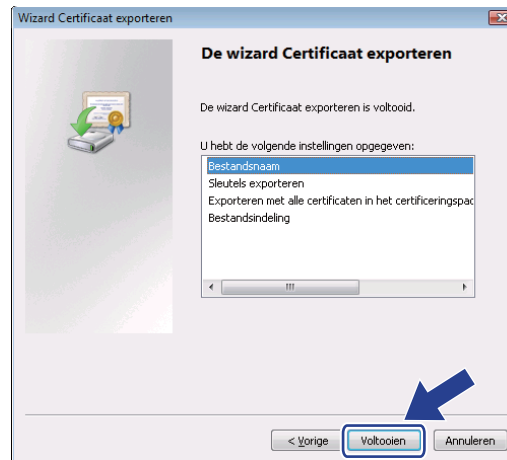 Wizard Certificaat exporteren
De wizard Certificaat exporteren
De wizard Certificaat exporteren is voltooid.
U hebt de volgende instellingen opgegeven:
Bestandsnaam
Sleutels exporteren
Exporteren met alle certificaten in het certificeringspac
Bestandsindeling
< Vorige Voltooien Annuleren